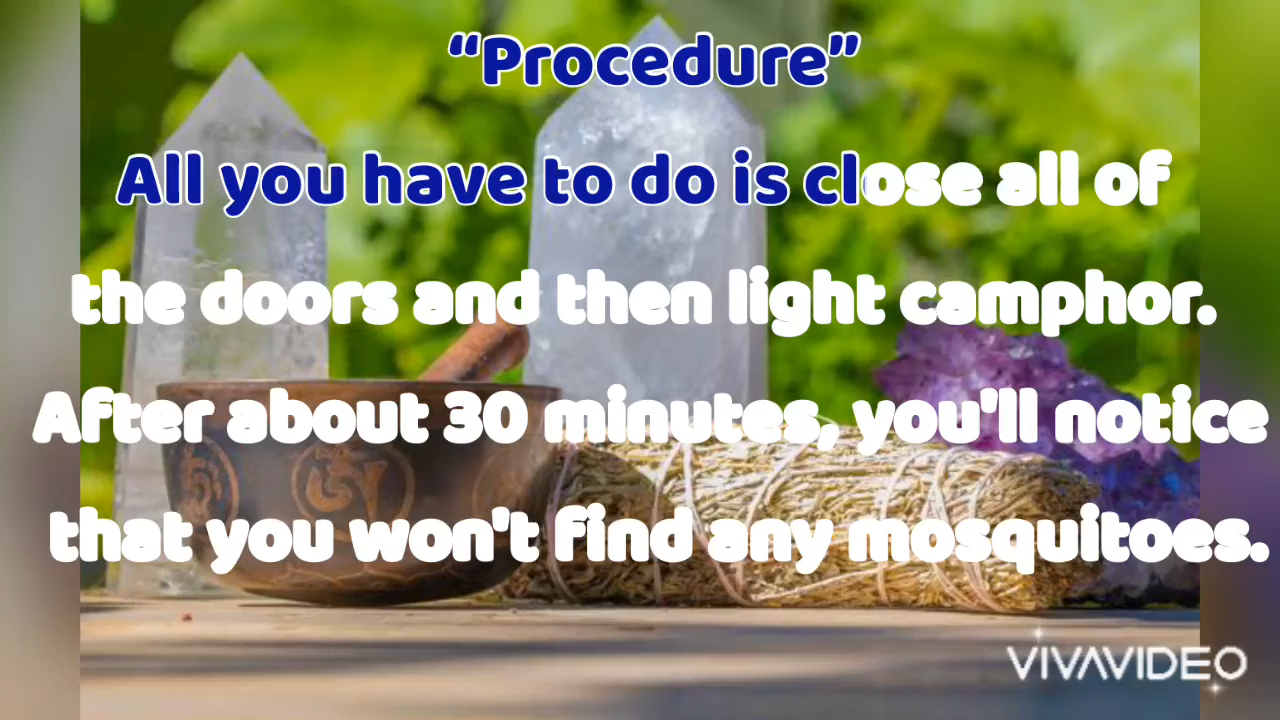 “Procedure”
All you have to do is close all of
the doors and then light camphor.
After about 30 minutes, you'll notice
that you won't find any mosquitoes.
VIVAVIDEO